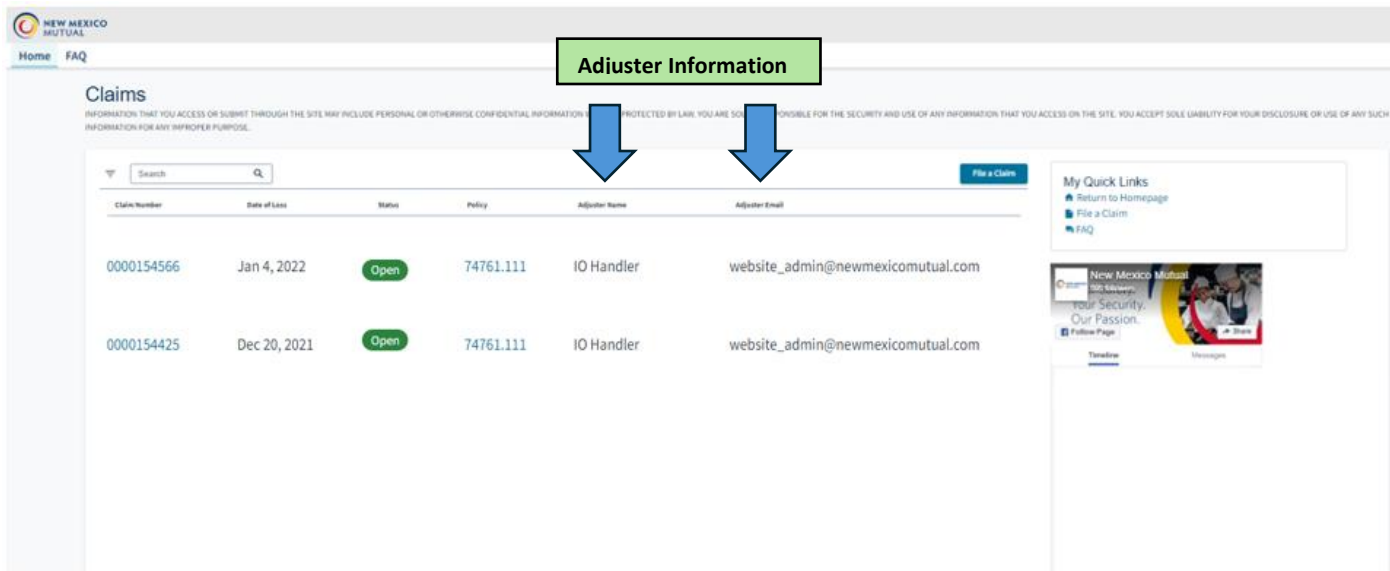 NEW MEXICO
MUTUAL
Home FAQ
Adjuster Information
Claims
INFORMATION THAT YOU ACCESS OR SUBMIT THROUGH THE SITE MAY INCLUDE PERSONAL OR OTHERWISE CONFIDENTIAL INFORMATION PROTECTED BY LAW. YOU ARE SOL PONSIBLE FOR THE SECURITY AND USE OF ANY INFORMATION THAT YOU ACCESS ON THE SITE. YOU ACCEPT SOLE LIABILITY FOR YOUR DISCLOSURE OR USE OF ANY SUCH
INFORMATION FOR ANY IMPROPER PURPOSE.
Search
File a Claim
Claim Number Date of Loss Status Policy Adjuster Name Adjuster Email
0000154566 Jan 4, 2022 Open 74761.111 IO Handler website_admin@newmexicomutual.com
0000154425 Dec 20, 2021 Open 74761.111 IO Handler website_admin@newmexicomutual.com
My Quick Links
Return to Homepage
File a Claim
FAQ
New Mexico Mutual
Your Security.
Our Passion.
Follow Page Share
Timeline Messages